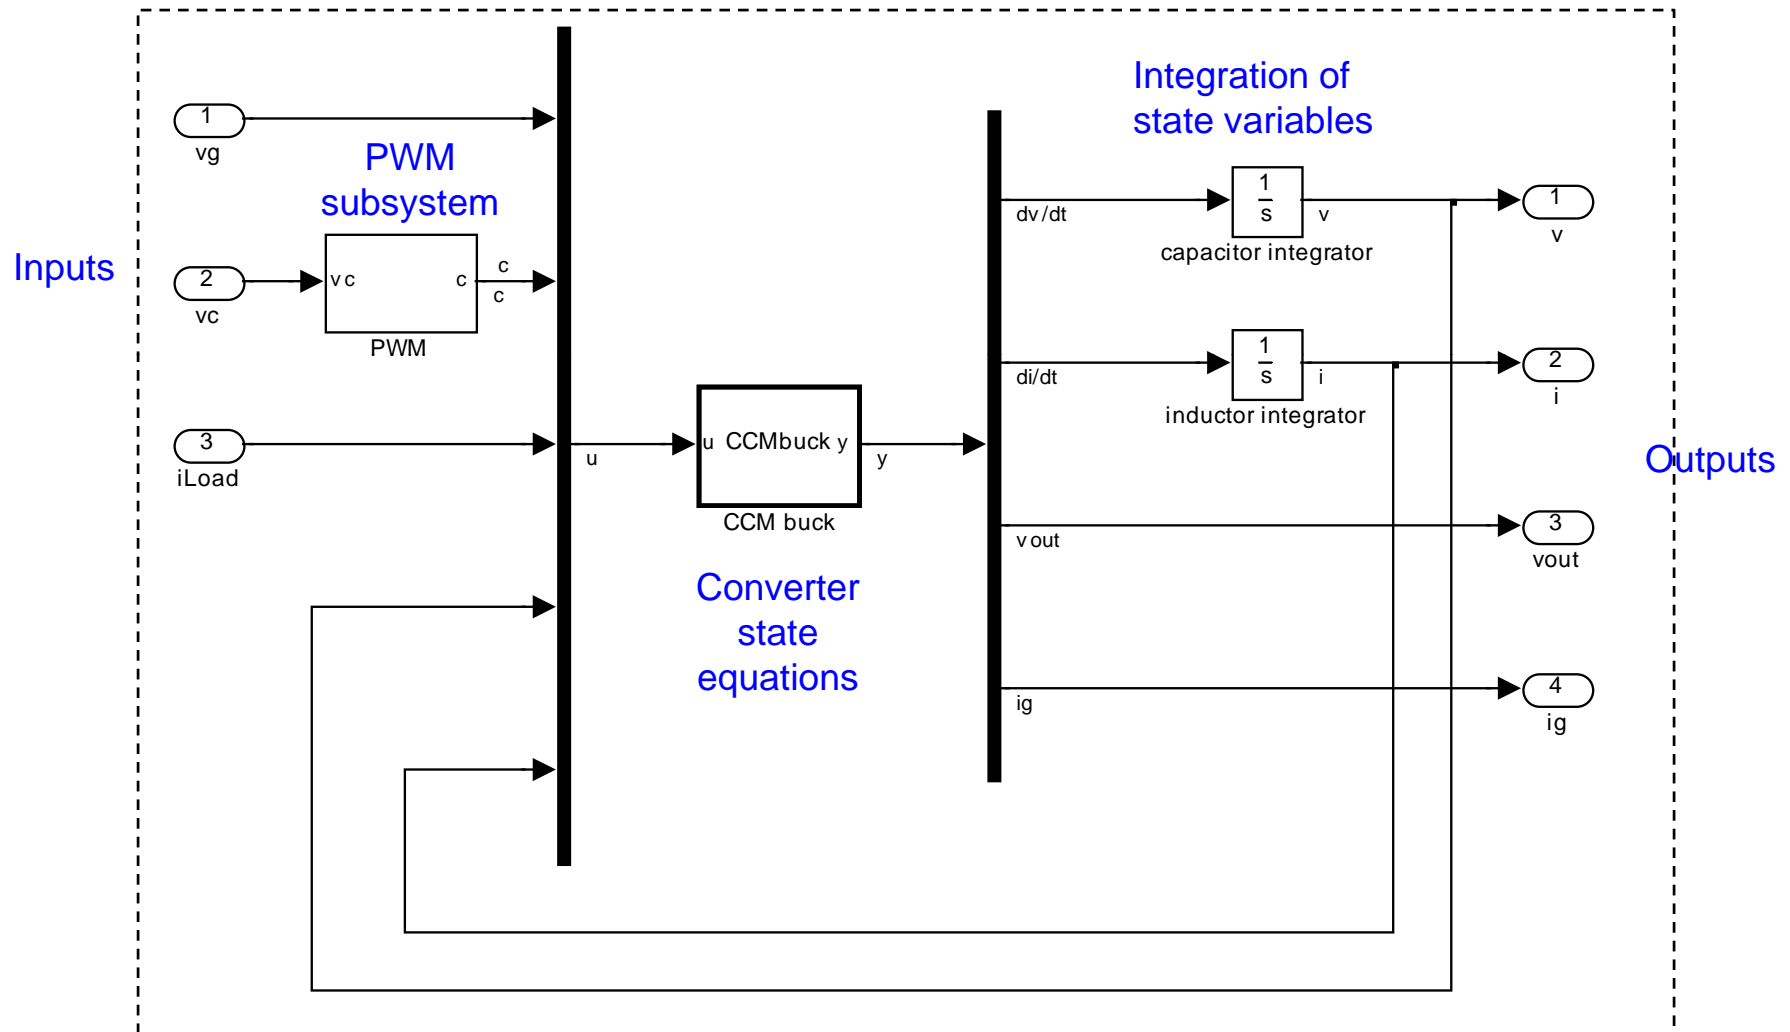 Inputs
1
vg
PWM
subsystem
2
vc
vc
c
PWM
c
c
3
iLoad
u
u
CCMbuck
y
CCM buck
y
Converter
state
equations
Integration of
state variables
dv/dt
1
s
v
capacitor integrator
1
v
di/dt
1
s
i
inductor integrator
2
i
vout
3
vout
ig
4
ig
Outputs